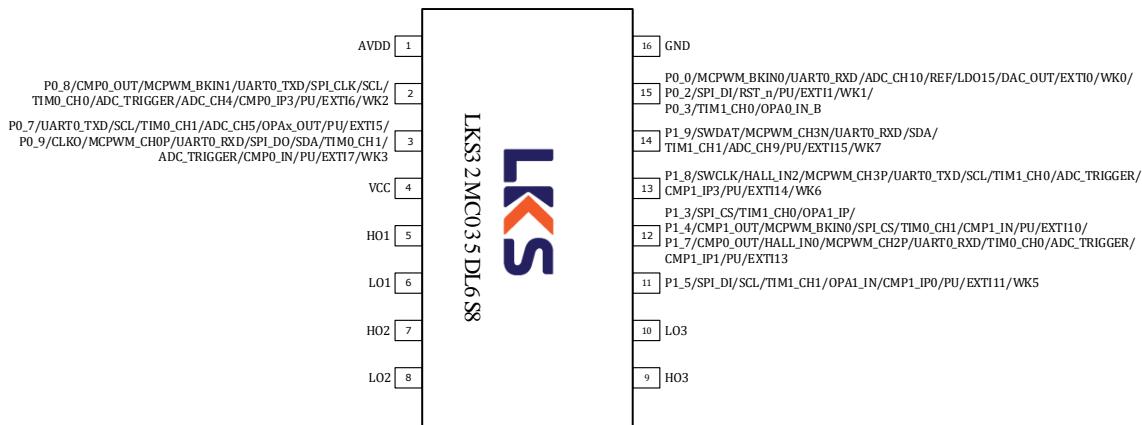 AVDD 1
P0_8/CMP0_OUT/MCPWM_BKIN1/UART0_TXD/SPI_CLK/SCL/
TIM0_CH0/ADC_TRIGGER/ADC_CH4/CMP0_IP3/PU/EXTI6/WK2 2
P0_7/UART0_TXD/SCL/TIM0_CH1/ADC_CH5/OPAx_OUT/PU/EXTI5/
P0_9/CLKO/MCPWM_CH0P/UART0_RXD/SPI_DO/SDA/TIM0_CH1/ 3
ADC_TRIGGER/CMP0_IN/PU/EXTI7/WK3
VCC 4
HO1 5
LO1 6
HO2 7
LO2 8
LKS32MC035DL6S8
LKS
16 GND
P0_0/MCPWM_BKIN0/UART0_RXD/ADC_CH10/REF/LDO15/DAC_OUT/EXTI0/WK0/
15 P0_2/SPI_DI/RST_n/PU/EXTI1/WK1/
P0_3/TIM1_CH0/OPA0_IN_B
14 P1_9/SWDAT/MCPWM_CH3N/UART0_RXD/SDA/
TIM1_CH1/ADC_CH9/PU/EXTI15/WK7
13 P1_8/SWCLK/HALL_IN2/MCPWM_CH3P/UART0_TXD/SCL/TIM1_CH0/ADC_TRIGGER/
CMP1_IP3/PU/EXTI14/WK6
P1_3/SPI_CS/TIM1_CH0/OPA1_IP/
12 P1_4/CMP1_OUT/MCPWM_BKIN0/SPI_CS/TIM0_CH1/CMP1_IN/PU/EXTI10/
P1_7/CMP0_OUT/HALL_IN0/MCPWM_CH2P/UART0_RXD/TIM0_CH0/ADC_TRIGGER/
CMP1_IP1/PU/EXTI13
11 P1_5/SPI_DI/SCL/TIM1_CH1/OPA1_IN/CMP1_IP0/PU/EXTI11/WK5
10 LO3
9 HO3